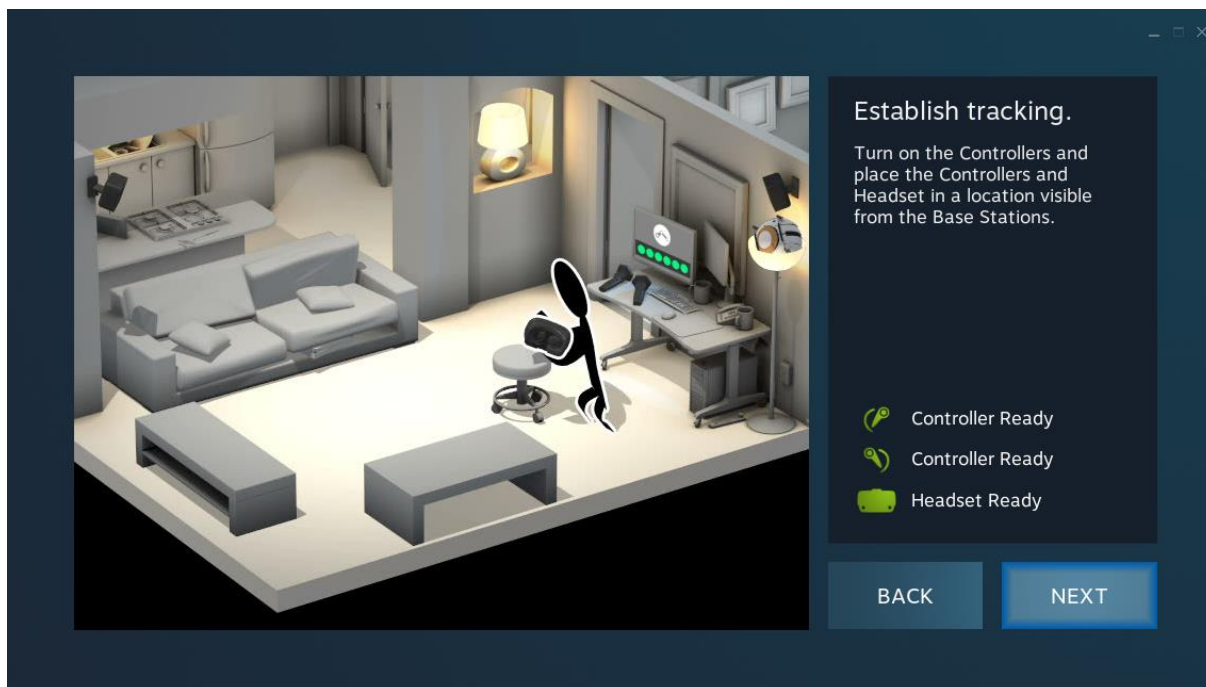 Establish tracking.
Turn on the Controllers and
place the Controllers and
Headset in a location visible
from the Base Stations.
Controller Ready
Controller Ready
Headset Ready
BACK
NEXT